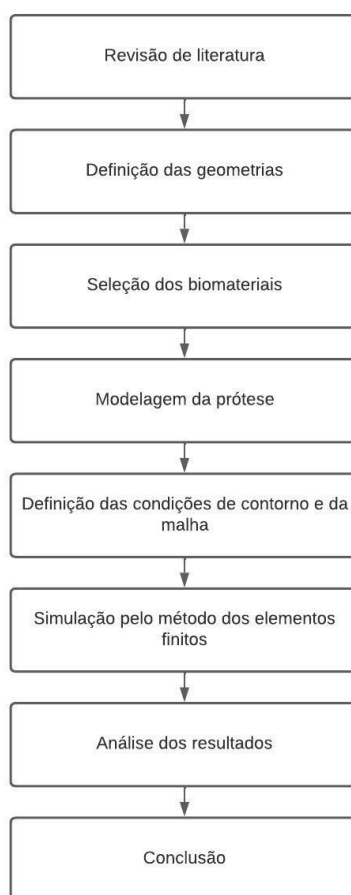 Revisão de literatura
Definição das geometrias
Seleção dos biomateriais
Modelagem da prótese
Definição das condições de contorno e da
malha
Simulação pelo método dos elementos
finitos
Análise dos resultados
Conclusão